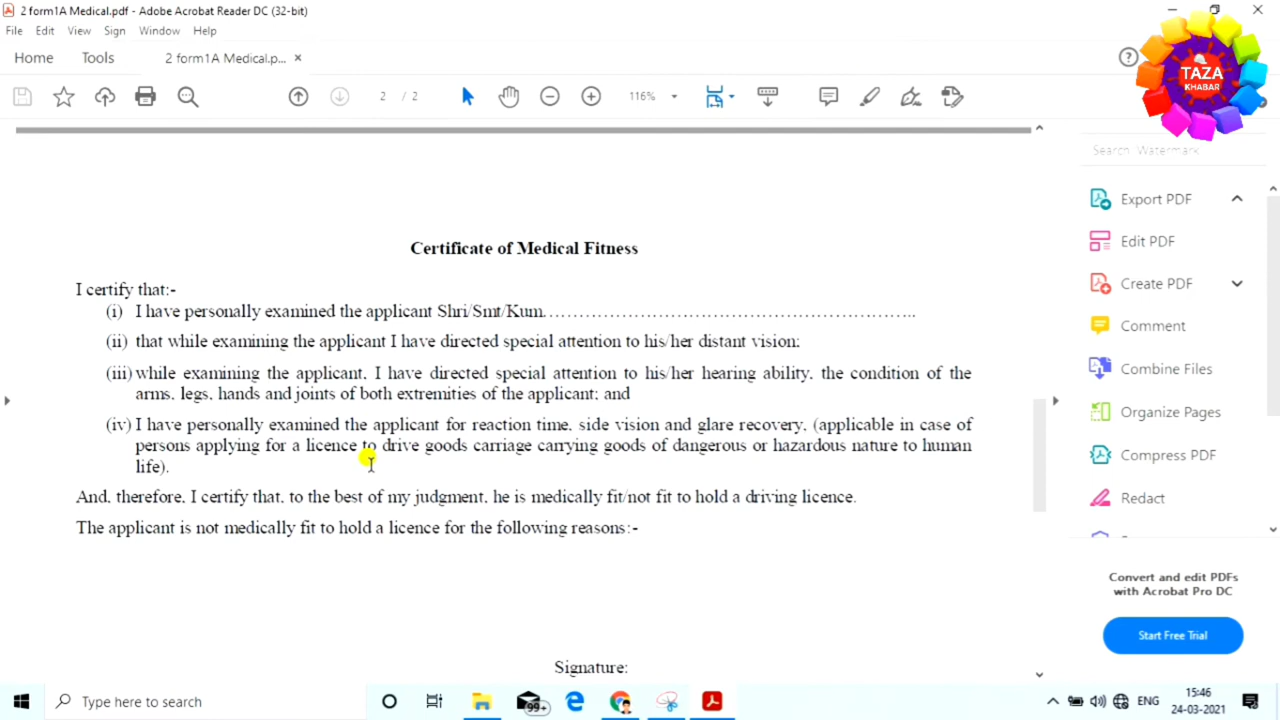 2 form1A Medical.pdf - Adobe Acrobat Reader DC (32-bit)
File Edit View Sign Window Help
Home Tools 2 form1A Medical.p... ×
2 / 2 116%
TAZA
KHABAR
Search 'Watermark'
Export PDF
Edit PDF
Create PDF
Comment
Combine Files
Organize Pages
Compress PDF
Redact
Convert and edit PDFs
with Acrobat Pro DC
Start Free Trial
Certificate of Medical Fitness
I certify that:-
(i) I have personally examined the applicant Shri/Smt/Kum...........................................................
(ii) that while examining the applicant I have directed special attention to his/her distant vision;
(iii) while examining the applicant, I have directed special attention to his/her hearing ability, the condition of the
arms, legs, hands and joints of both extremities of the applicant; and
(iv) I have personally examined the applicant for reaction time, side vision and glare recovery, (applicable in case of
persons applying for a licence to drive goods carriage carrying goods of dangerous or hazardous nature to human
life).
And, therefore, I certify that, to the best of my judgment, he is medically fit/not fit to hold a driving licence.
The applicant is not medically fit to hold a licence for the following reasons:-
Signature:
Type here to search
99+
ENG
15:46
24-03-2021